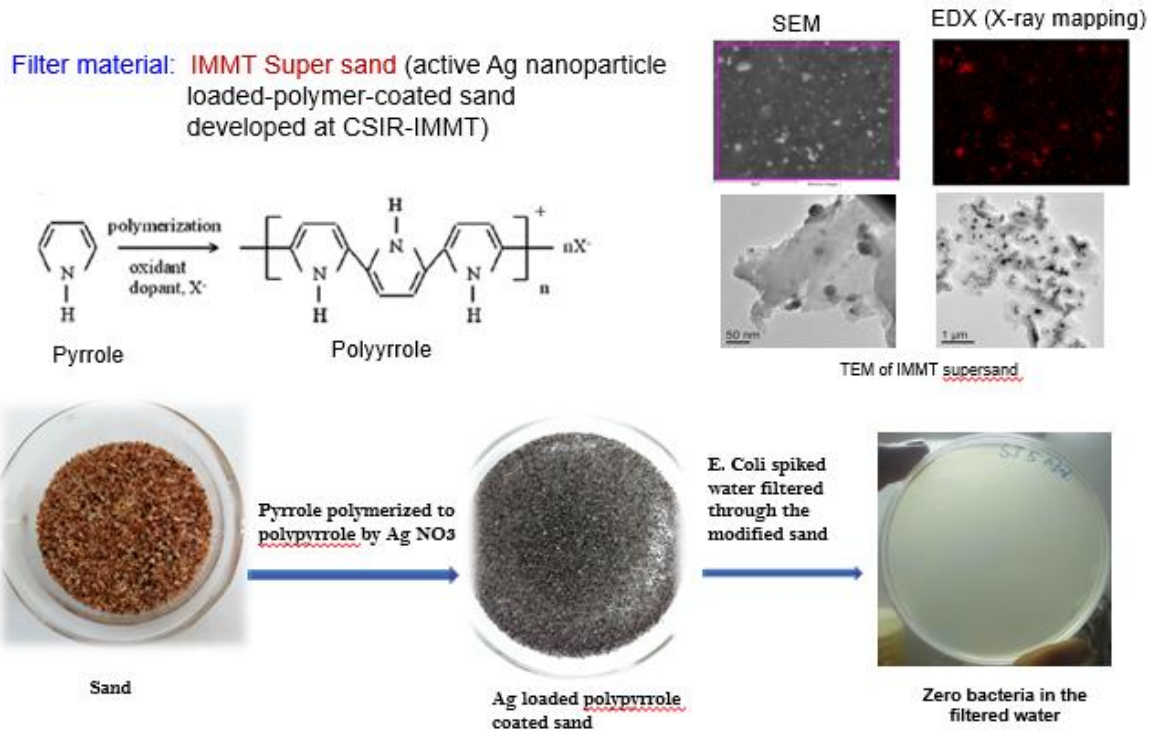 Filter material: IMMT Super sand (active Ag nanoparticle
loaded-polymer-coated sand
developed at CSIR-IMMT)
SEM
EDX (X-ray mapping)
polymerization
oxidant
dopant, X-
N
H
Pyrrole
H
N
N
H
N
H
+
n
nX-
Polyyrrole
50 nm
1 µm
TEM of IMMT supersand
Sand
Pyrrole polymerized to
polypyrrole by Ag NO3
Ag loaded polypyrrole
coated sand
E. Coli spiked
water filtered
through the
modified sand
Zero bacteria in the
filtered water